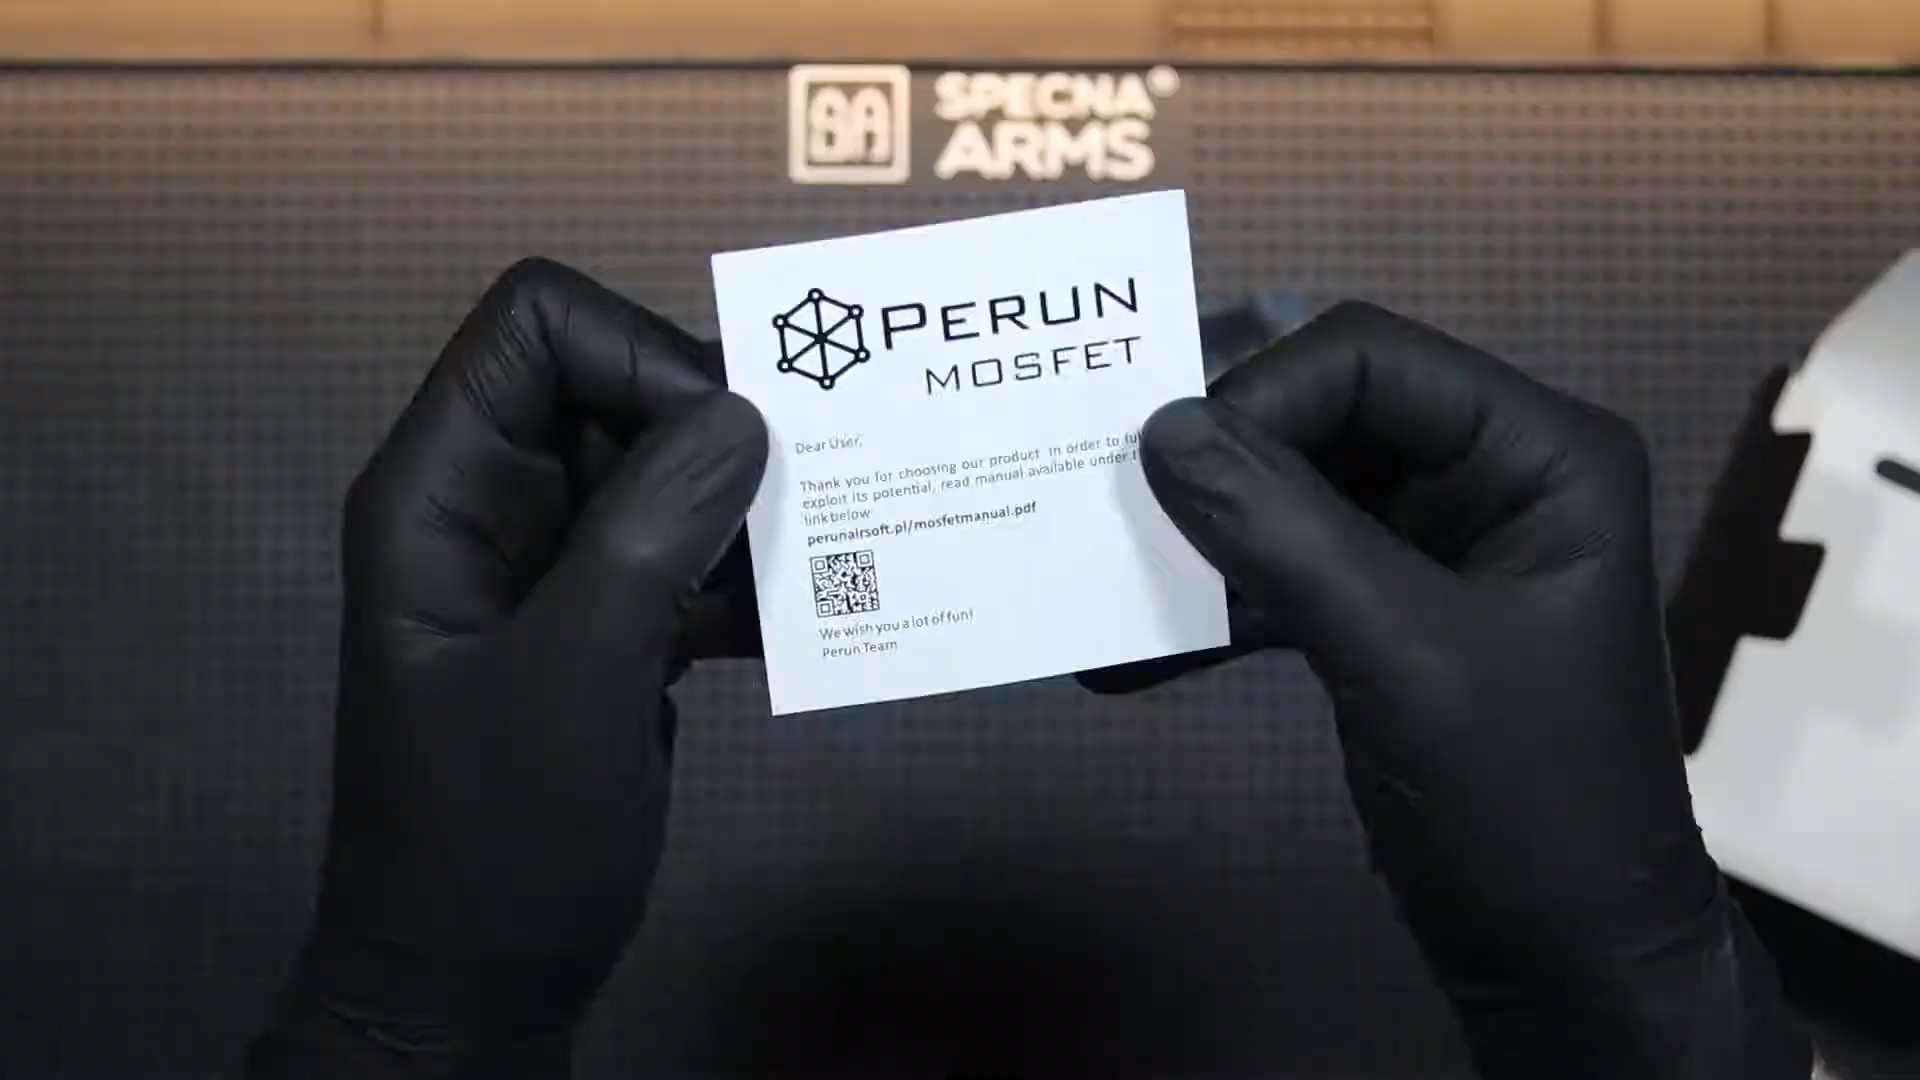 SA SPECNA®
ARMS
PERUN
MOSFET
Dear User,
Thank you for choosing our product In order to
exploit its potential, read manual available under
link below
perunairsoft.pl/mosfetmanual.pdf
We wish you a lot of fun!
Perun Team